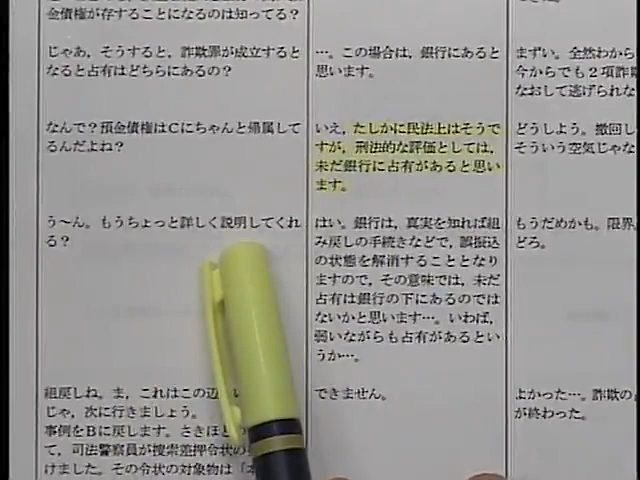 金債権が存することになるのは知ってる？
じゃあ，そうすると，詐欺罪が成立すると
なると占有はどちらにあるの？
…。この場合は，銀行にあると
思います。
まずい。全然わから
今からでも２項詐欺
なおして逃げられな
なんで？預金債権はＣにちゃんと帰属して
るんだよね？
いえ，たしかに民法上はそうで
すが，刑法的な評価としては，
未だ銀行に占有があると思い
ます。
どうしよう。撤回し
そういう空気じゃな
う～ん。もうちょっと詳しく説明してくれ
る？
はい。銀行は，真実を知れば組
み戻しの手続きなどで，誤振込
の状態を解消することとなり
ますので，その意味では，未だ
占有は銀行の下にあるのでは
ないかと思います…。いわば，
弱いながらも占有があるとい
うか…。
もうだめかも。限界
どろ。
組戻しね。ま，これはこの辺
じゃ，次に行きましょう。
事例をＢに戻します。さきほど
て，司法警察員が捜索差押令状の
けました。その令状の対象物は「本
できません。
よかった…。詐欺の
が終わった。